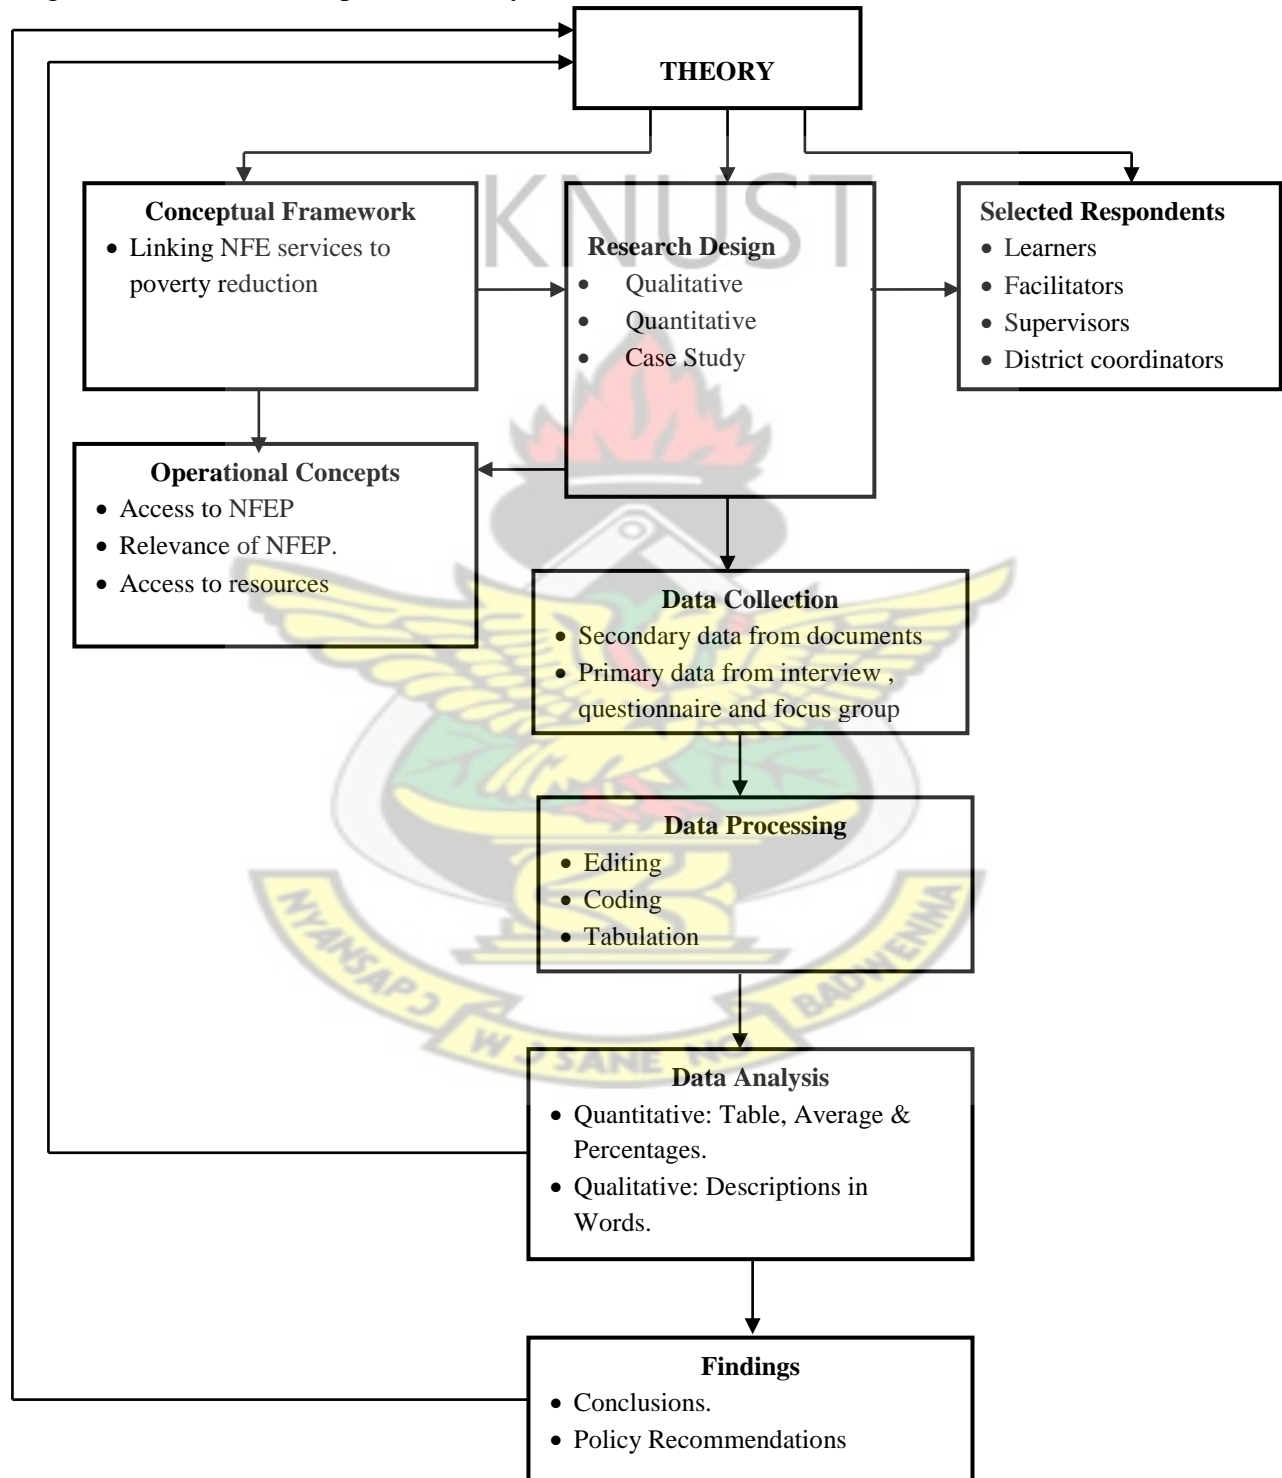 THEORY
KNUST
Conceptual Framework
• Linking NFE services to
poverty reduction
Research Design
• Qualitative
• Quantitative
• Case Study
Selected Respondents
• Learners
• Facilitators
• Supervisors
• District coordinators
Operational Concepts
• Access to NFEP
• Relevance of NFEP.
• Access to resources
Data Collection
• Secondary data from documents
• Primary data from interview ,
questionnaire and focus group
Data Processing
• Editing
• Coding
• Tabulation
NYANSAPƆ
WƆSANE NO
BADWENMA
Data Analysis
• Quantitative: Table, Average &
Percentages.
• Qualitative: Descriptions in
Words.
Findings
• Conclusions.
• Policy Recommendations